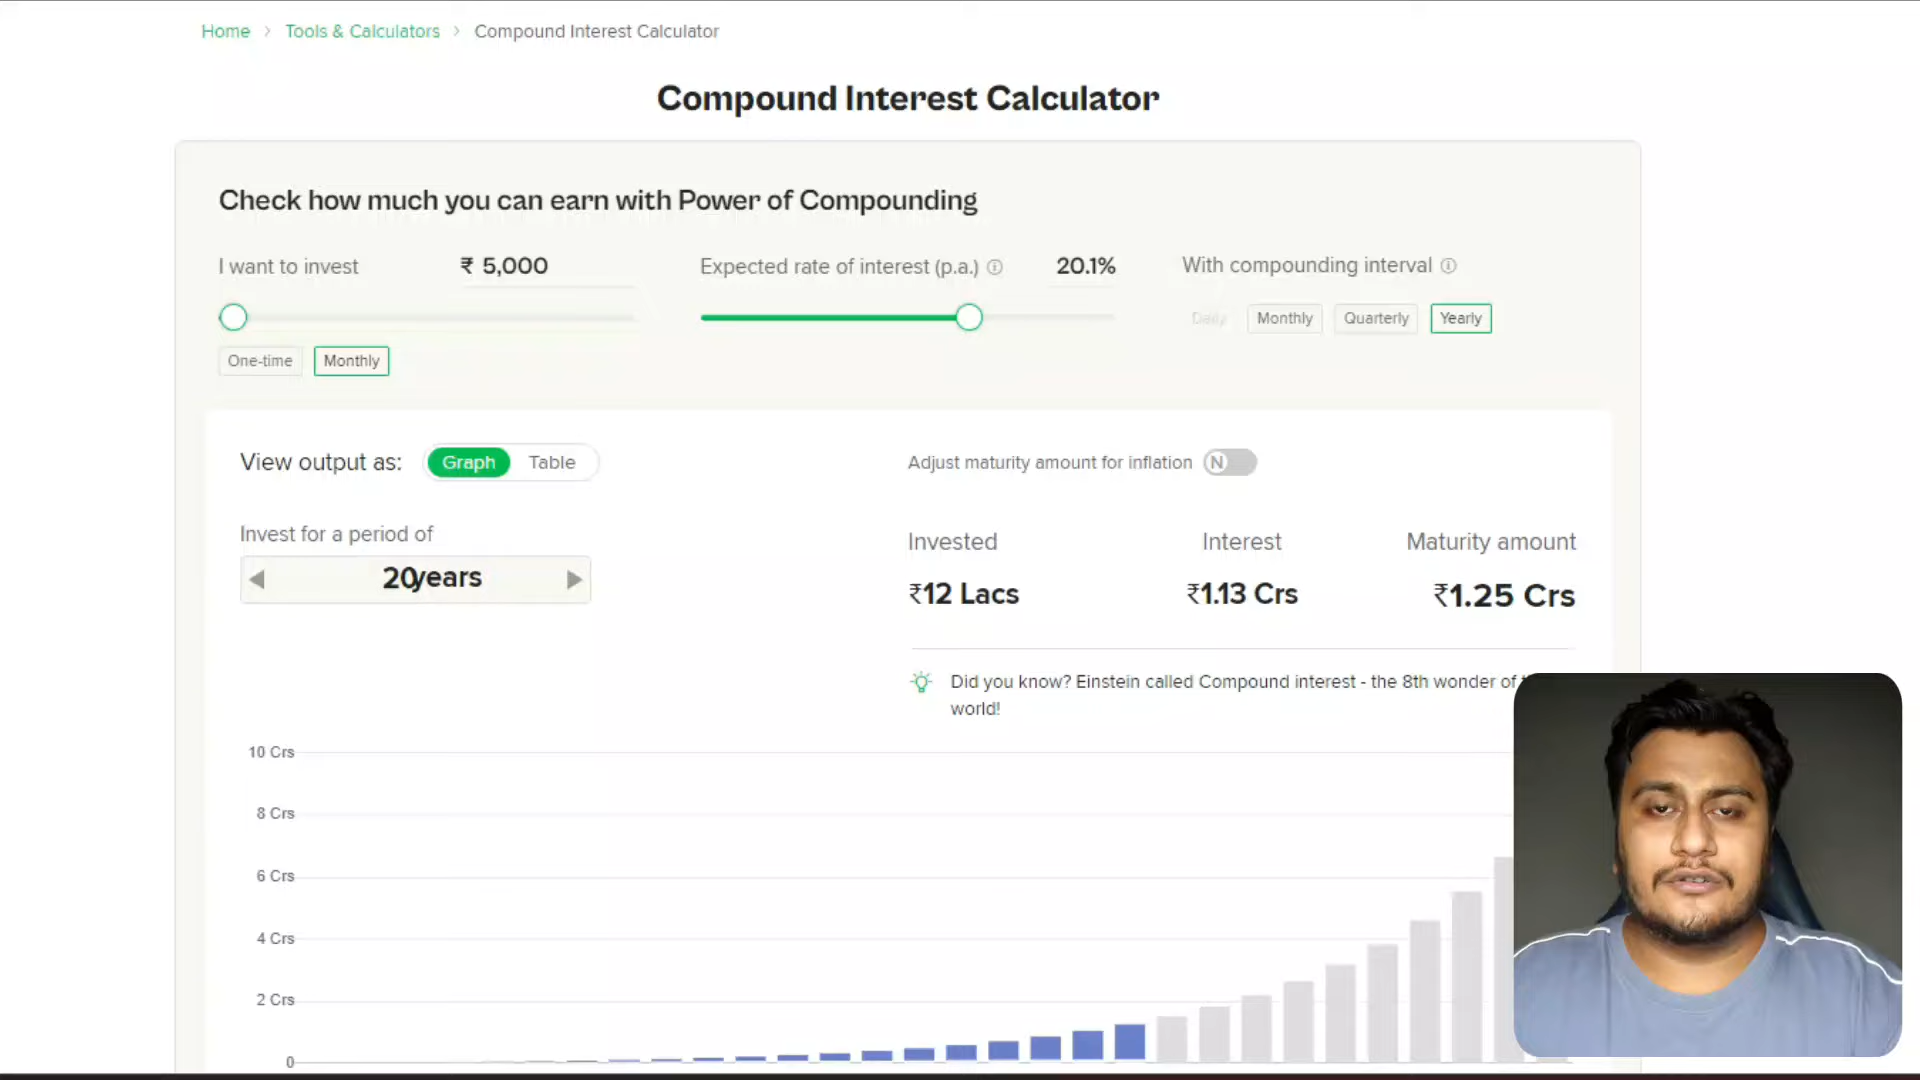 Home > Tools & Calculators > Compound Interest Calculator
Compound Interest Calculator
Check how much you can earn with Power of Compounding
I want to invest ₹ 5,000
Expected rate of interest (p.a.) 20.1%
With compounding interval
Daily Monthly Quarterly Yearly
One-time Monthly
View output as: Graph Table
Adjust maturity amount for inflation N
Invest for a period of
20years
Invested Interest Maturity amount
₹12 Lacs ₹1.13 Crs ₹1.25 Crs
Did you know? Einstein called Compound interest - the 8th wonder of
world!
10 Crs
8 Crs
6 Crs
4 Crs
2 Crs
0